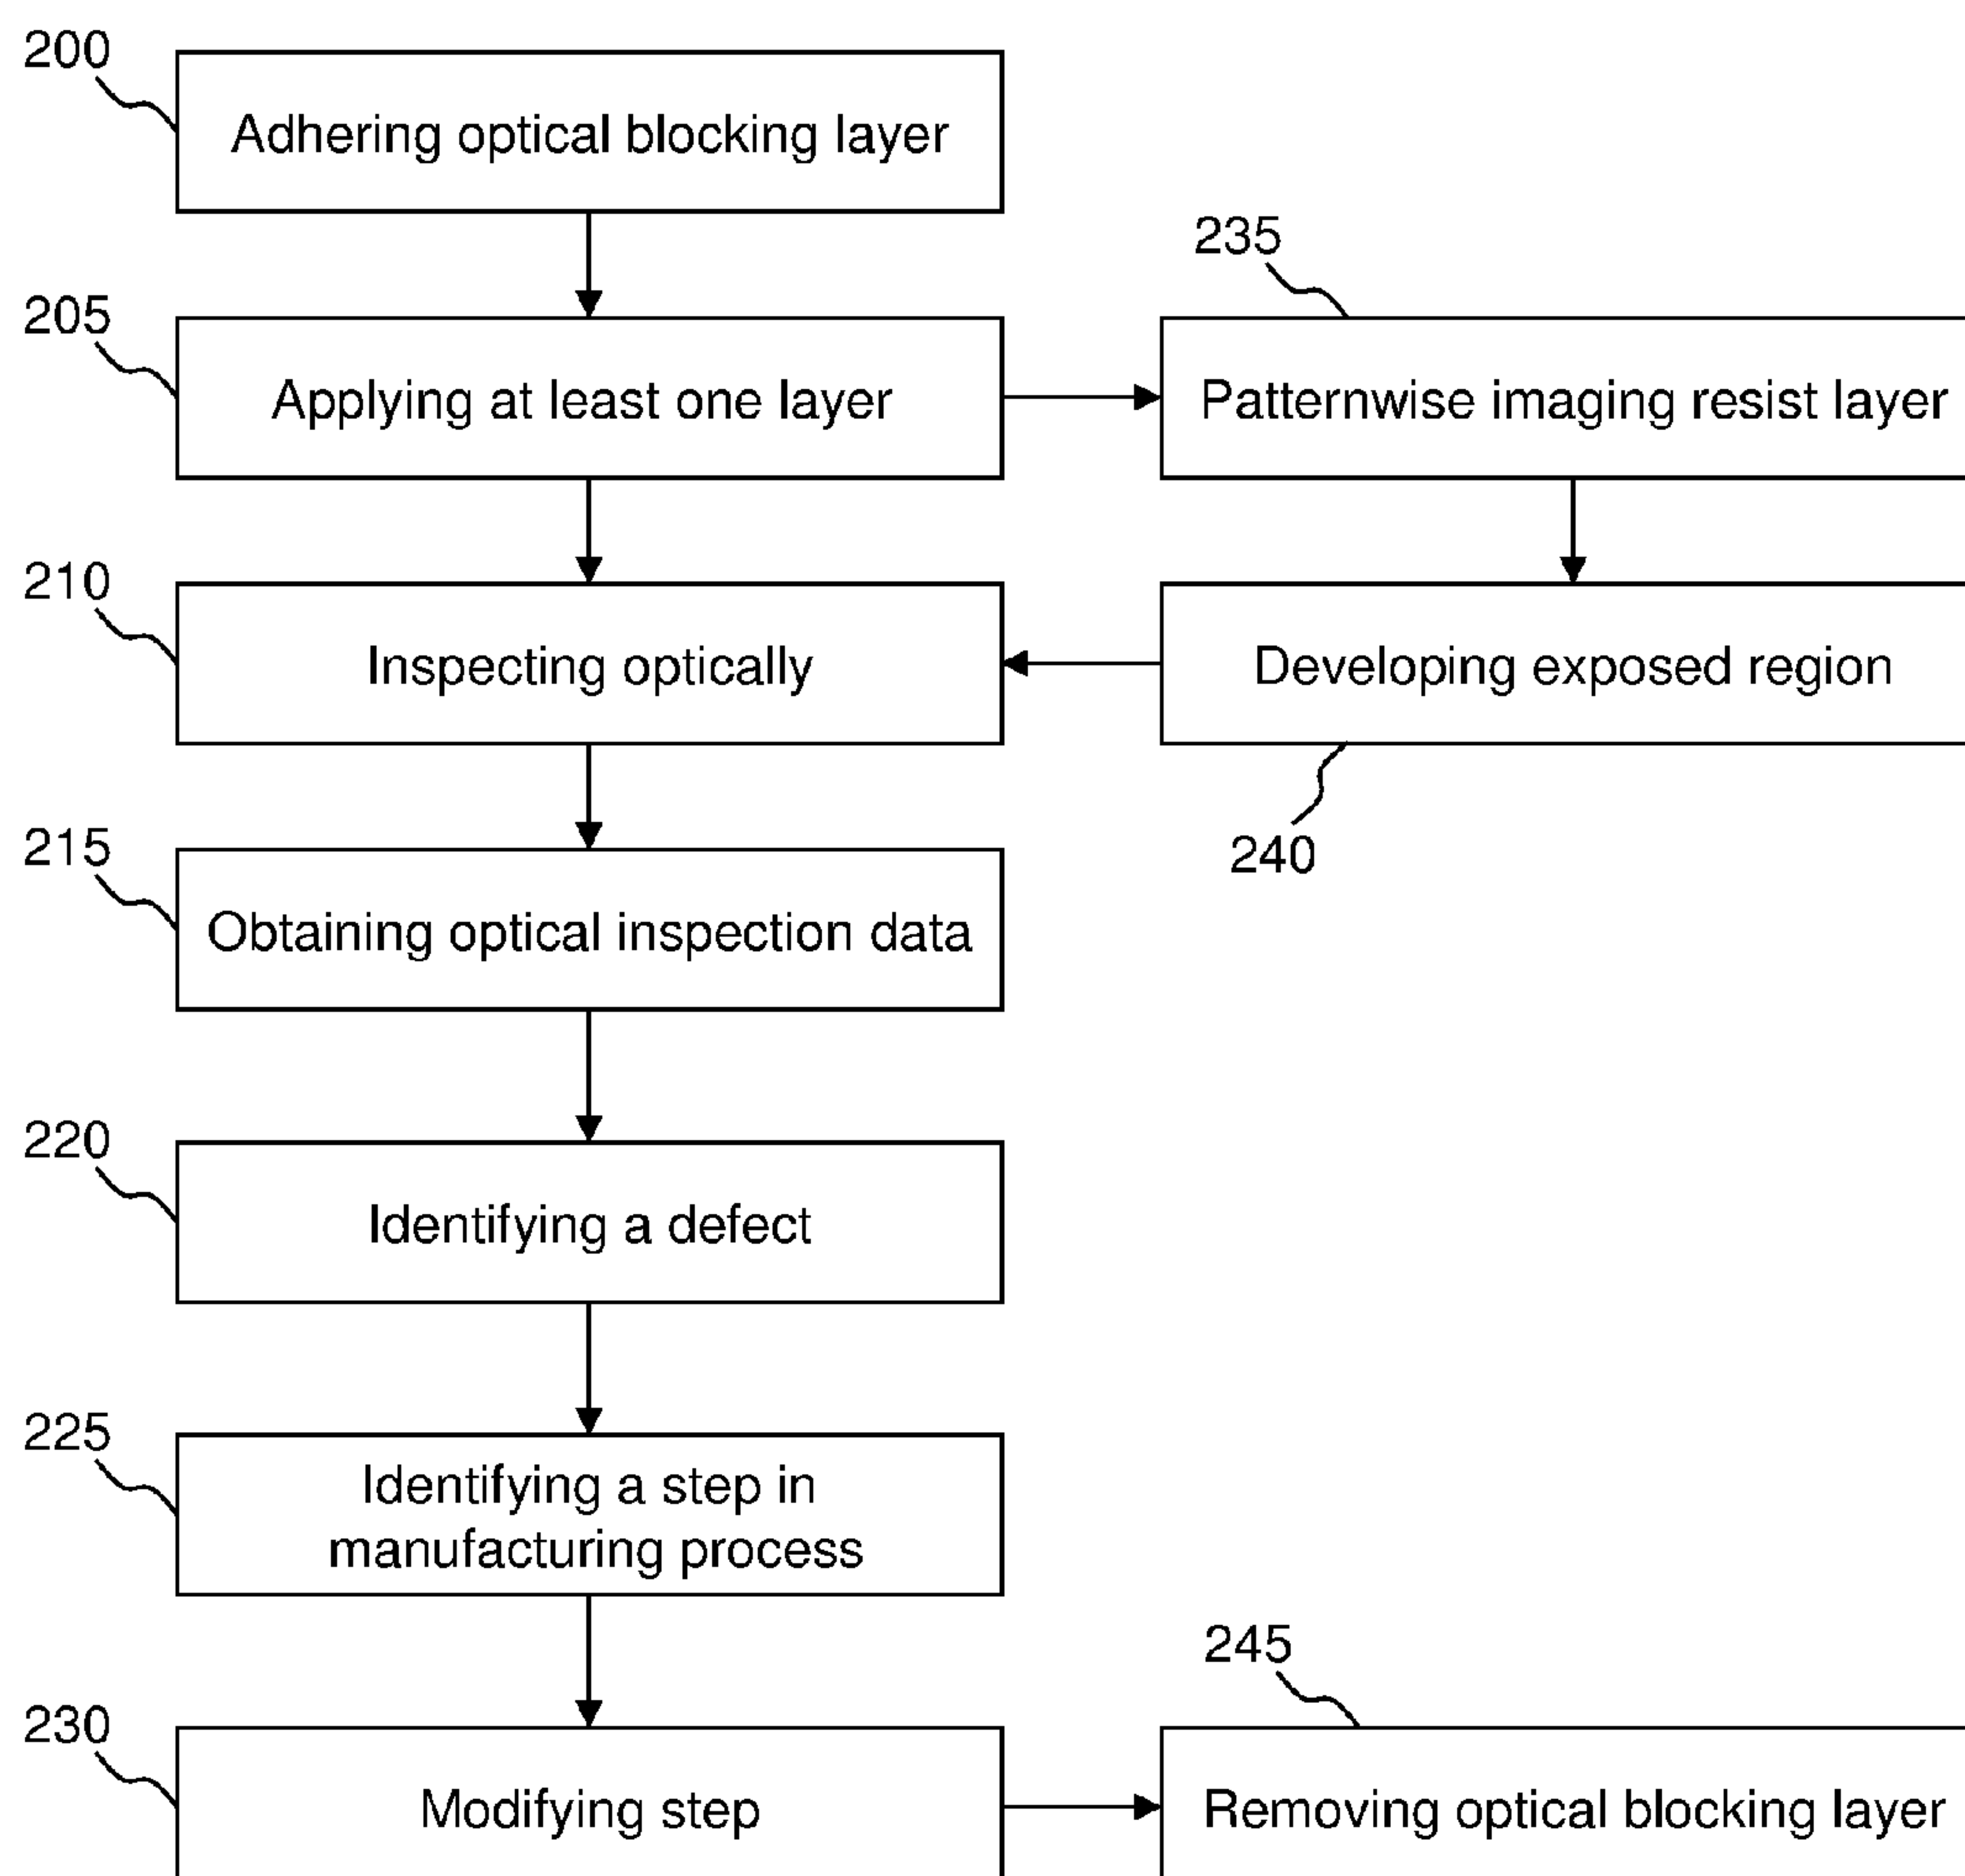 200
Adhering optical blocking layer
235
205
Applying at least one layer
Patternwise imaging resist layer
210
Inspecting optically
Developing exposed region
240
215
Obtaining optical inspection data
220
Identifying a defect
225
Identifying a step in
manufacturing process
245
230
Modifying step
Removing optical blocking layer